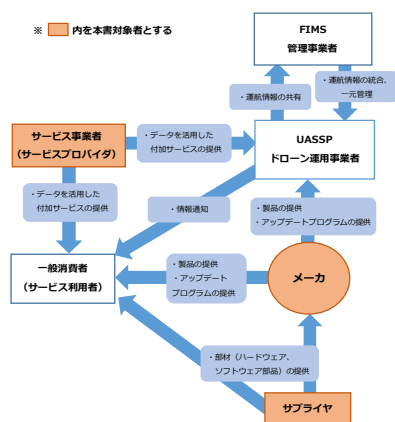 ※ 内を本書対象者とする
FIMS
管理事業者
・運航情報の共有
・運航情報の統合、
一元管理
サービス事業者
(サービスプロバイダ)
・データを活用した
付加サービスの提供
UASSP
ドローン運用事業者
・データを活用した
付加サービスの提供
・情報通知
・製品の提供
・アップデートプログラムの提供
一般消費者
(サービス利用者)
・製品の提供
・アップデート
プログラムの提供
メーカ
・部材(ハードウェア、
ソフトウェア部品)の提供
サプライヤ